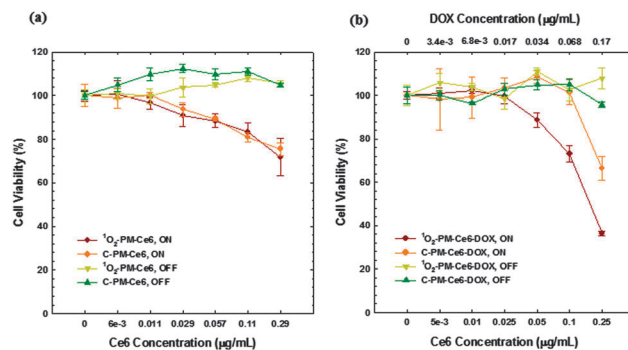 (a)
120
100
80
60
40
20
0
Cell Viability (%)
¹O₂-PM-Ce6, ON
C-PM-Ce6, ON
¹O₂-PM-Ce6, OFF
C-PM-Ce6, OFF
0 6e-3 0.011 0.029 0.057 0.11 0.29
Ce6 Concentration (µg/mL)
(b)
DOX Concentration (µg/mL)
0 3.4e-3 6.8e-3 0.017 0.034 0.068 0.17
120
100
80
60
40
20
0
Cell Viability (%)
¹O₂-PM-Ce6-DOX, ON
C-PM-Ce6-DOX, ON
¹O₂-PM-Ce6-DOX, OFF
C-PM-Ce6-DOX, OFF
0 5e-3 0.01 0.025 0.05 0.1 0.25
Ce6 Concentration (µg/mL)